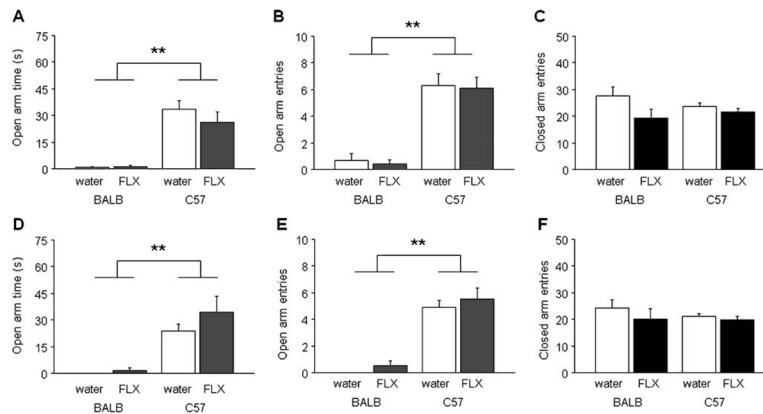 A
Open arm time (s)
75
60
45
30
15
0
**
water FLX water FLX
BALB C57
B
Open arm entries
10
8
6
4
2
0
**
water FLX water FLX
BALB C57
C
Closed arm entries
50
40
30
20
10
0
water FLX water FLX
BALB C57
D
Open arm time (s)
75
60
45
30
15
0
**
water FLX water FLX
BALB C57
E
Open arm entries
10
8
6
4
2
0
**
water FLX water FLX
BALB C57
F
Closed arm entries
50
40
30
20
10
0
water FLX water FLX
BALB C57